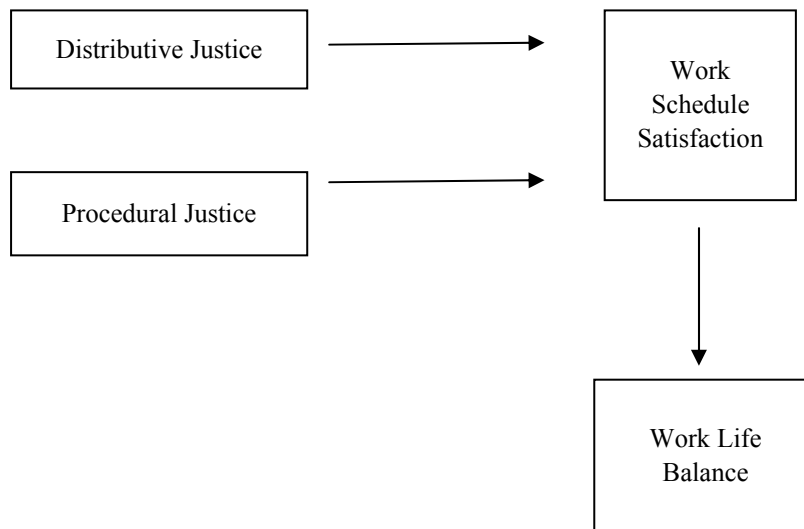 Distributive Justice
Work
Schedule
Satisfaction
Procedural Justice
Work Life
Balance